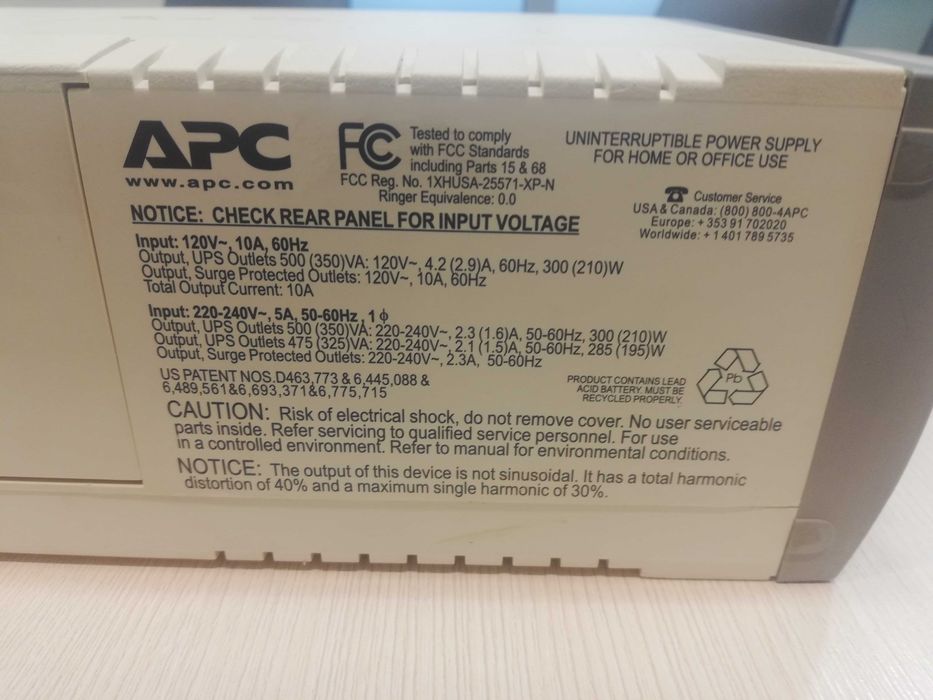 APC
www.apc.com
FC
Tested to comply
with FCC Standards
including Parts 15 & 68
FCC Reg. No. 1XHUSA-25571-XP-N
Ringer Equivalence: 0.0
UNINTERRUPTIBLE POWER SUPPLY
FOR HOME OR OFFICE USE
Customer Service
USA & Canada: (800) 800-4APC
Europe: +353 91 702020
Worldwide: +1 401 789 5735
NOTICE: CHECK REAR PANEL FOR INPUT VOLTAGE
Input: 120V~, 10A, 60Hz
Output, UPS Outlets 500 (350)VA: 120V~, 4.2 (2.9)A, 60Hz, 300 (210)W
Output, Surge Protected Outlets: 120V~, 10A, 60Hz
Total Output Current: 10A
Input: 220-240V~, 5A, 50-60Hz, 1 ϕ
Output, UPS Outlets 500 (350)VA: 220-240V~, 2.3 (1.6)A, 50-60Hz, 300 (210)W
Output, UPS Outlets 475 (325)VA: 220-240V~, 2.1 (1.5)A, 50-60Hz, 285 (195)W
Output, Surge Protected Outlets: 220-240V~, 2.3A, 50-60Hz
US PATENT NOS.D463,773 & 6,445,088 &
6,489,561&6,693,371&6,775,715
PRODUCT CONTAINS LEAD
ACID BATTERY. MUST BE
RECYCLED PROPERLY.
Pb
CAUTION: Risk of electrical shock, do not remove cover. No user serviceable
parts inside. Refer servicing to qualified service personnel. For use
in a controlled environment. Refer to manual for environmental conditions.
NOTICE: The output of this device is not sinusoidal. It has a total harmonic
distortion of 40% and a maximum single harmonic of 30%.